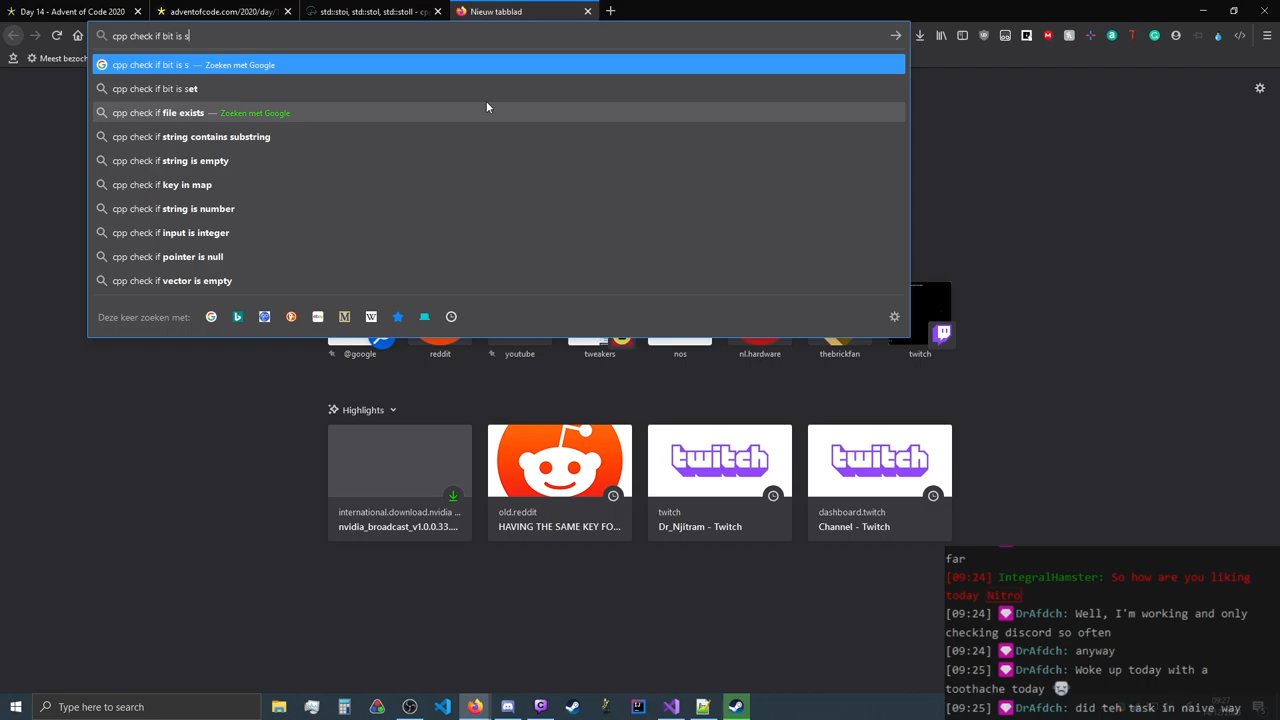 Day 14 - Advent of Code 2020
adventofcode.com/2020/day/1
std::stoi, std::stol, std::stoll - cp
Nieuw tabblad
cpp check if bit is s
Meest bezoch
cpp check if bit is s — Zoeken met Google
cpp check if bit is set
cpp check if file exists — Zoeken met Google
cpp check if string contains substring
cpp check if string is empty
cpp check if key in map
cpp check if string is number
cpp check if input is integer
cpp check if pointer is null
cpp check if vector is empty
Deze keer zoeken met:
@google
reddit
youtube
tweakers
nos
nl.hardware
thebrickfan
twitch
Highlights
international.download.nvidia ...
nvidia_broadcast_v1.0.0.33....
old.reddit
HAVING THE SAME KEY FO...
twitch
Dr_Njitram - Twitch
dashboard.twitch
Channel - Twitch
far
[09:24] IntegralHamster: So how are you liking
today Nitro
[09:24] DrAfdch: Well, I'm working and only
checking discord so often
[09:24] DrAfdch: anyway
[09:25] DrAfdch: Woke up today with a
toothache today
[09:25] DrAfdch: did ten task in naive way
09:27
Type here to search